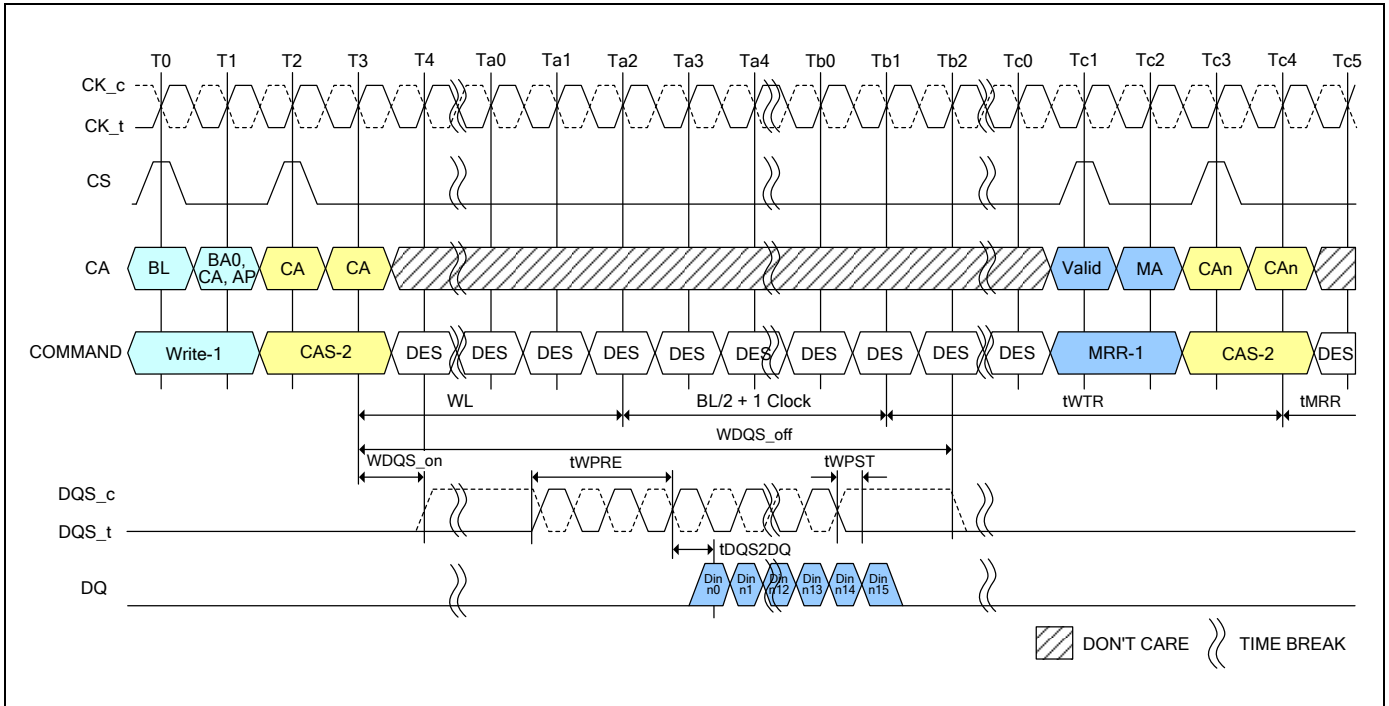 T0 T1 T2 T3 T4 Ta0 Ta1 Ta2 Ta3 Ta4 Tb0 Tb1 Tb2 Tc0 Tc1 Tc2 Tc3 Tc4 Tc5
CK_c
CK_t
CS
CA BL BA0, CA, AP CA CA Valid MA CAn CAn
COMMAND Write-1 CAS-2 DES DES DES DES DES DES DES DES DES DES MRR-1 CAS-2 DES
WL BL/2 + 1 Clock tWTR tMRR
WDQS_off
WDQS_on tWPRE tWPST
DQS_c
DQS_t
tDQS2DQ
DQ Din n0 Din n1 Din n12 Din n13 Din n14 Din n15
DON'T CARE TIME BREAK